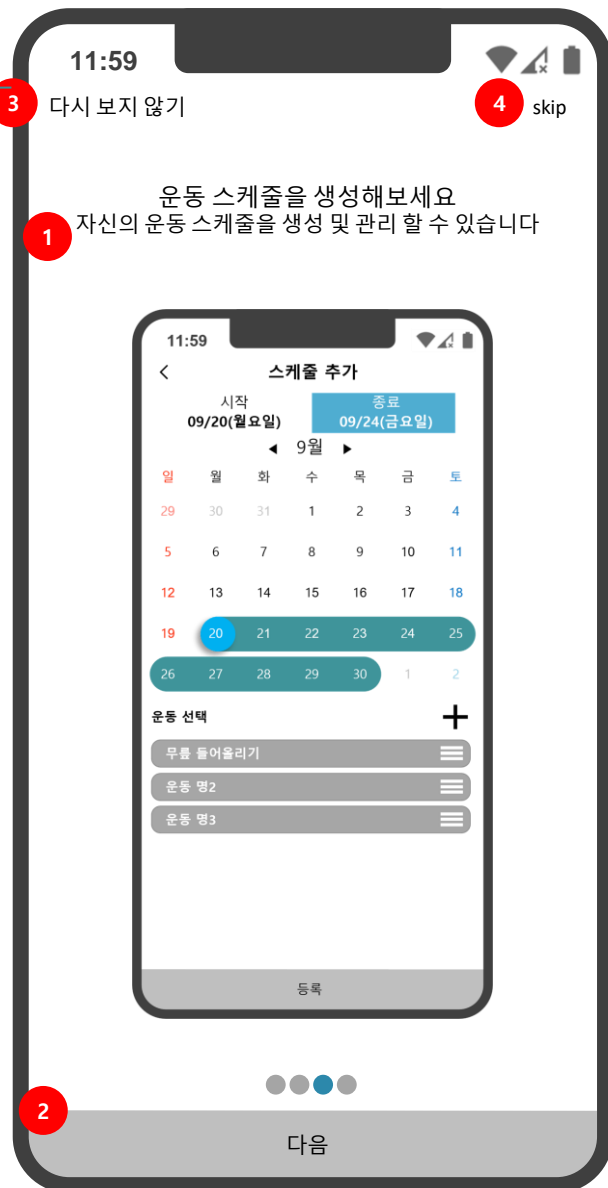 11:59
3 다시 보지 않기
4 skip
운동 스케줄을 생성해보세요
1 자신의 운동 스케줄을 생성 및 관리 할 수 있습니다
11:59
< 스케줄 추가
시작 종료
09/20(월요일) 09/24(금요일)
◀ 9월 ▶
일 월 화 수 목 금 토
29 30 31 1 2 3 4
5 6 7 8 9 10 11
12 13 14 15 16 17 18
19 20 21 22 23 24 25
26 27 28 29 30 1 2
운동 선택 +
무릎 들어올리기
운동 명2
운동 명3
등록
2
다음